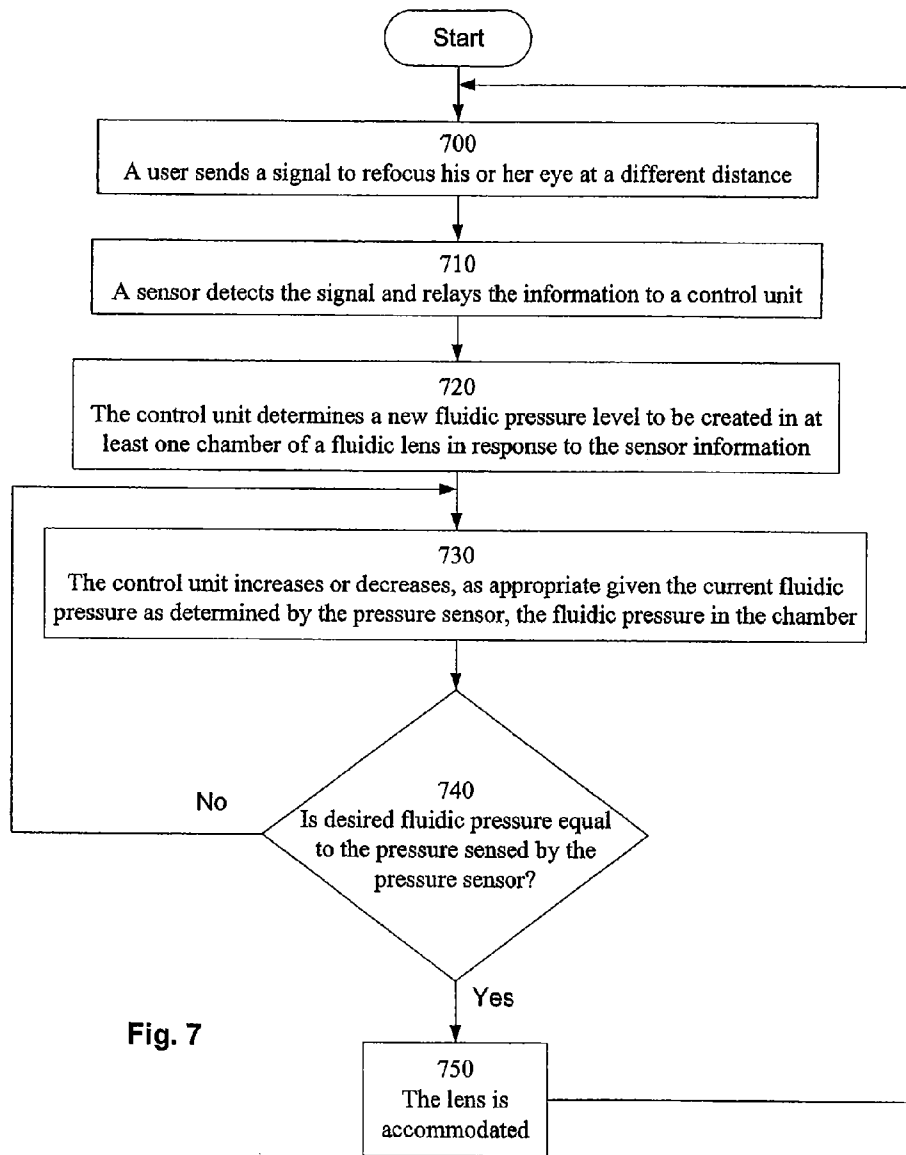 Start
700
A user sends a signal to refocus his or her eye at a different distance
710
A sensor detects the signal and relays the information to a control unit
720
The control unit determines a new fluidic pressure level to be created in at
least one chamber of a fluidic lens in response to the sensor information
730
The control unit increases or decreases, as appropriate given the current fluidic
pressure as determined by the pressure sensor, the fluidic pressure in the chamber
No
740
Is desired fluidic pressure equal
to the pressure sensed by the
pressure sensor?
Yes
Fig. 7
750
The lens is
accommodated